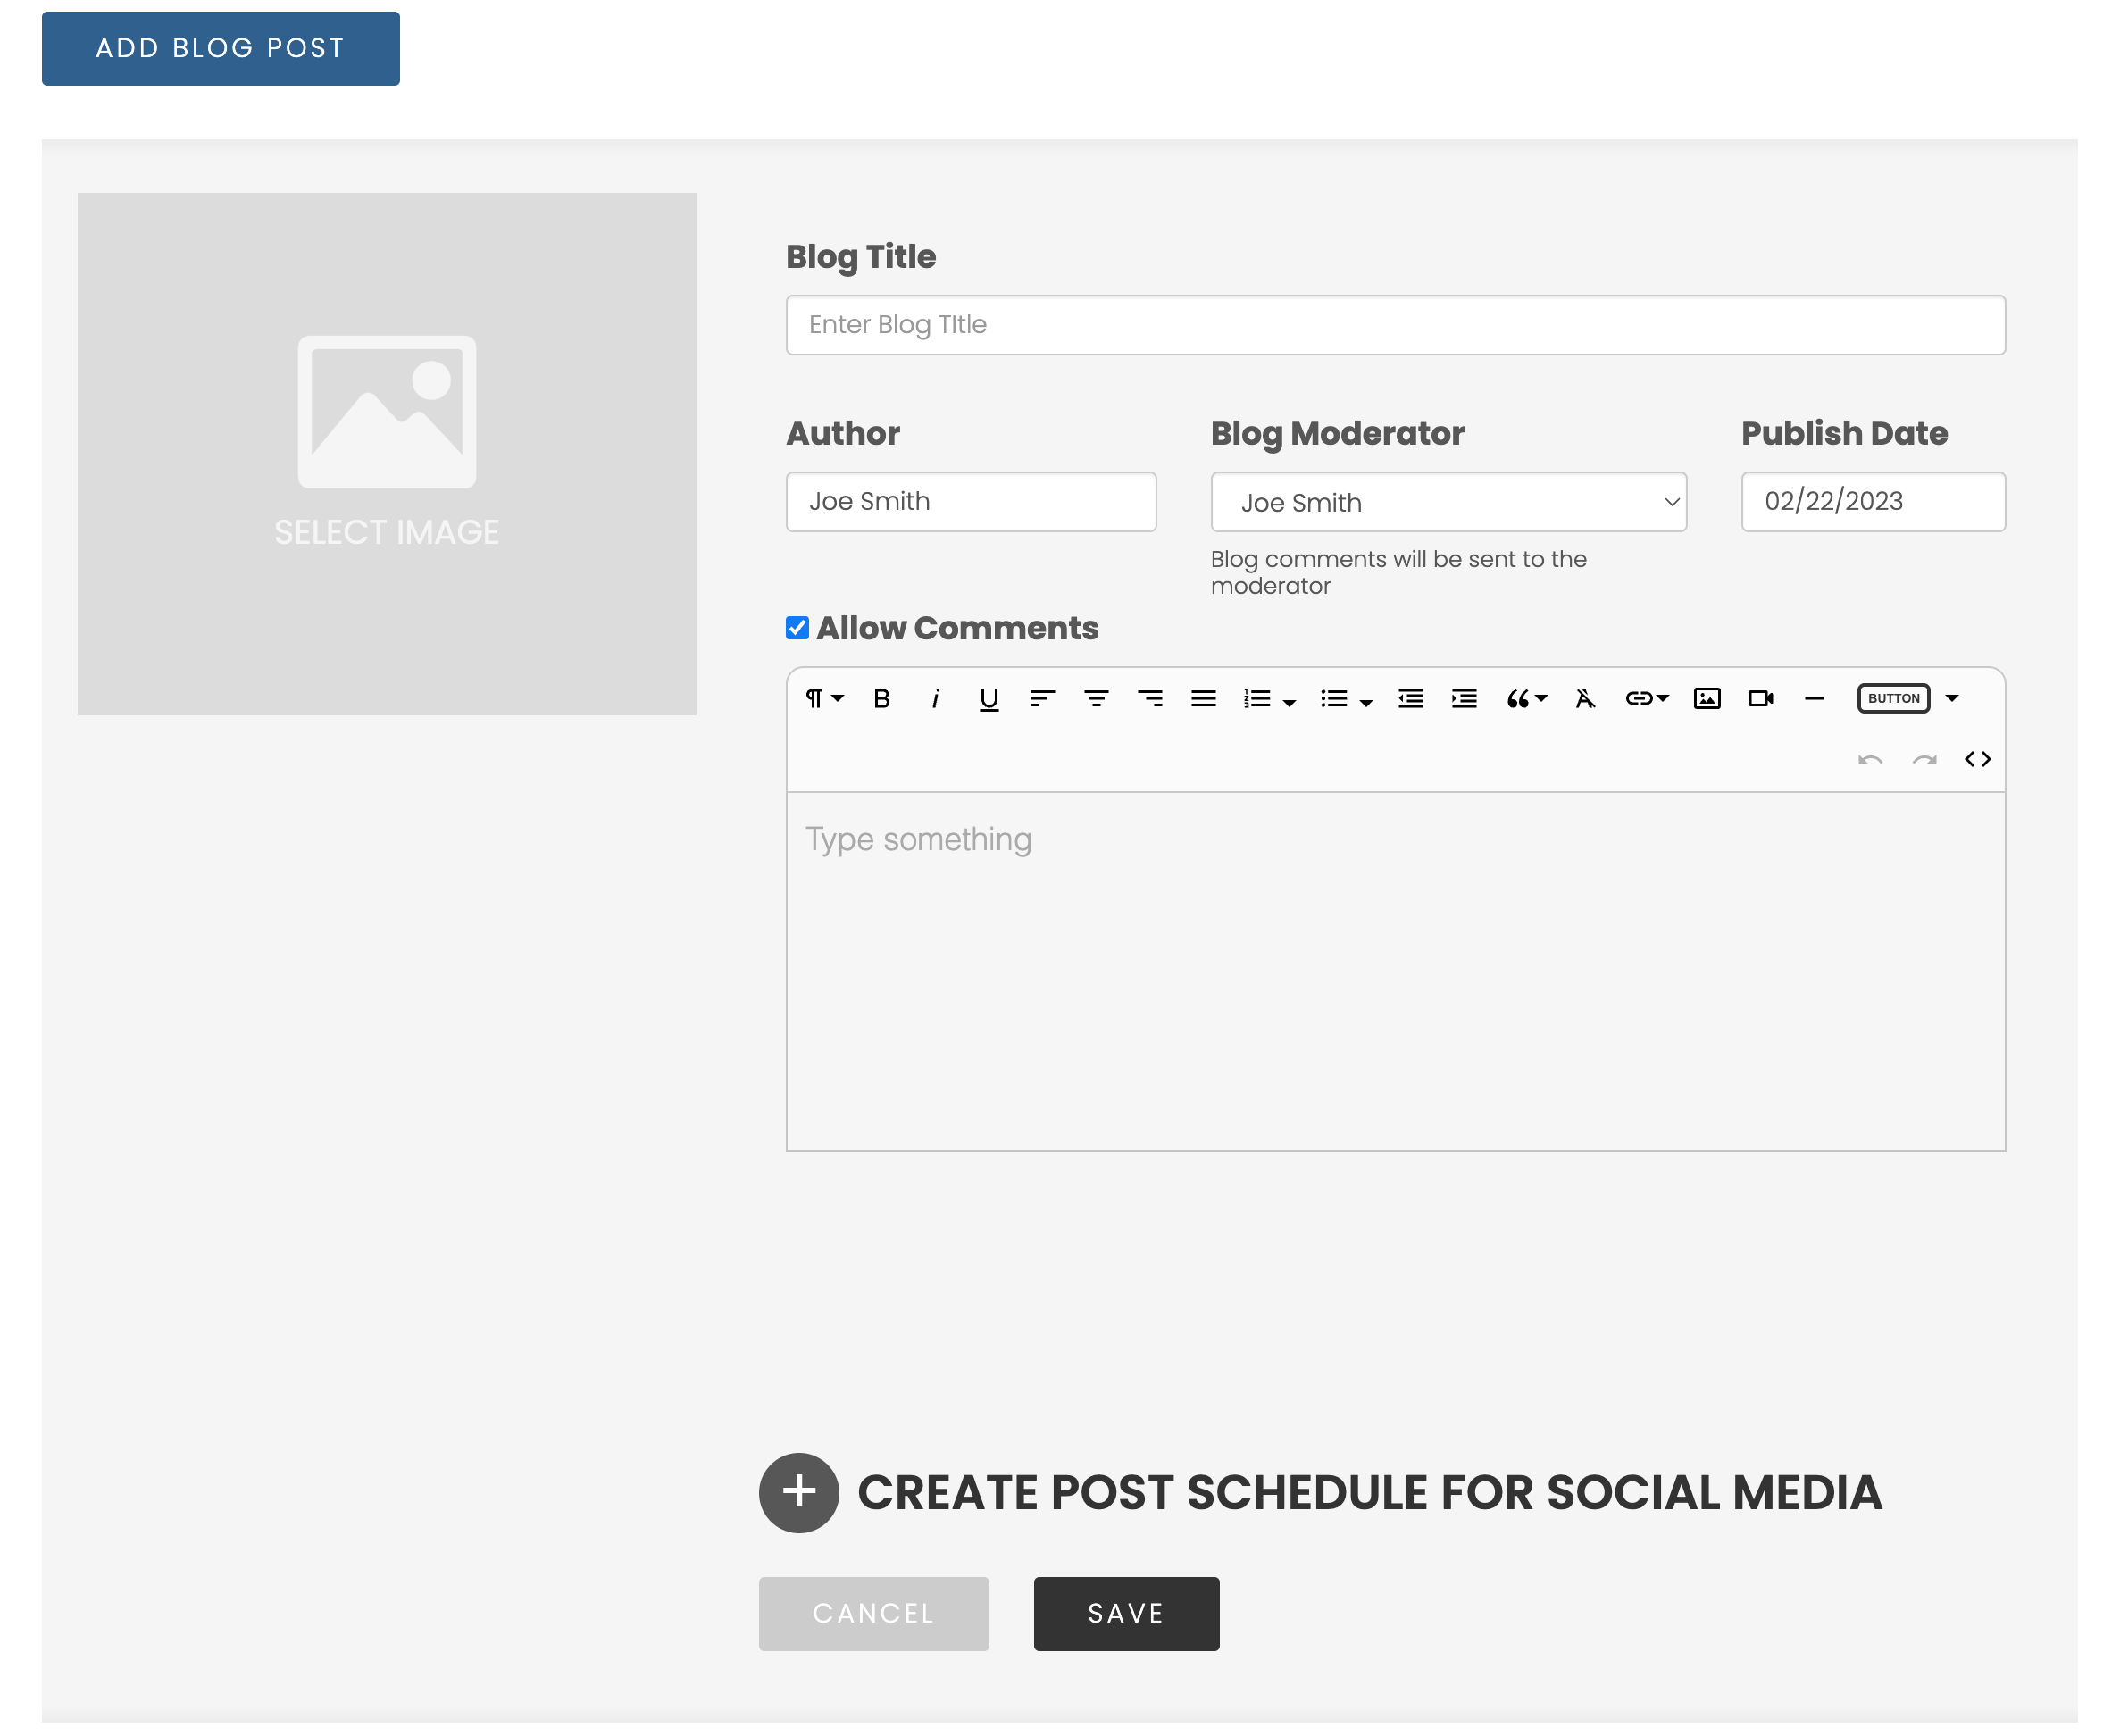 ADD BLOG POST
SELECT IMAGE
Blog Title
Enter Blog TItle
Author
Joe Smith
Blog Moderator
Joe Smith
Blog comments will be sent to the
moderator
Publish Date
02/22/2023
Allow Comments
B i U BUTTON
Type something
CREATE POST SCHEDULE FOR SOCIAL MEDIA
CANCEL SAVE